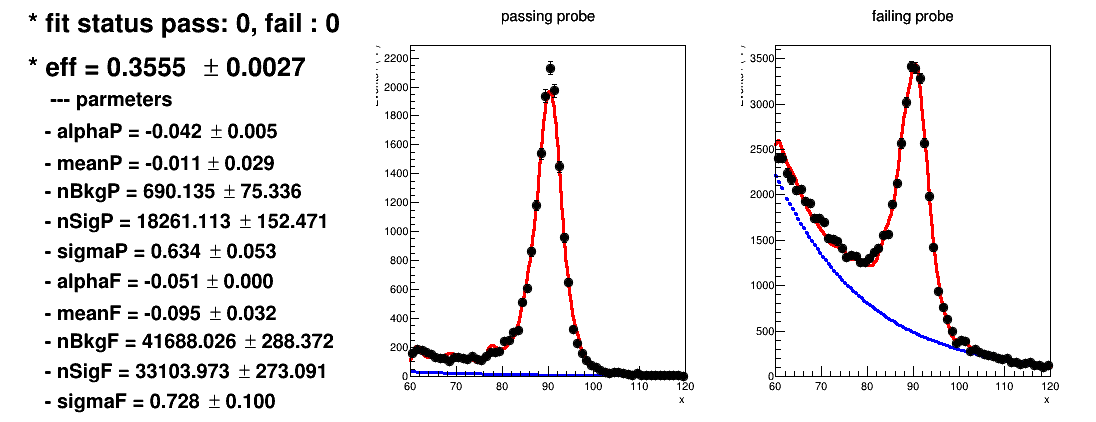 * fit status pass: 0, fail : 0
* eff = 0.3555 ± 0.0027
--- parmeters
- alphaP = -0.042 ± 0.005
- meanP = -0.011 ± 0.029
- nBkgP = 690.135 ± 75.336
- nSigP = 18261.113 ± 152.471
- sigmaP = 0.634 ± 0.053
- alphaF = -0.051 ± 0.000
- meanF = -0.095 ± 0.032
- nBkgF = 41688.026 ± 288.372
- nSigF = 33103.973 ± 273.091
- sigmaF = 0.728 ± 0.100
passing probe
2200
2000
1800
1600
1400
1200
1000
800
600
400
200
0
60 70 80 90 100 110 120
x
failing probe
3500
3000
2500
2000
1500
1000
500
0
60 70 80 90 100 110 120
x